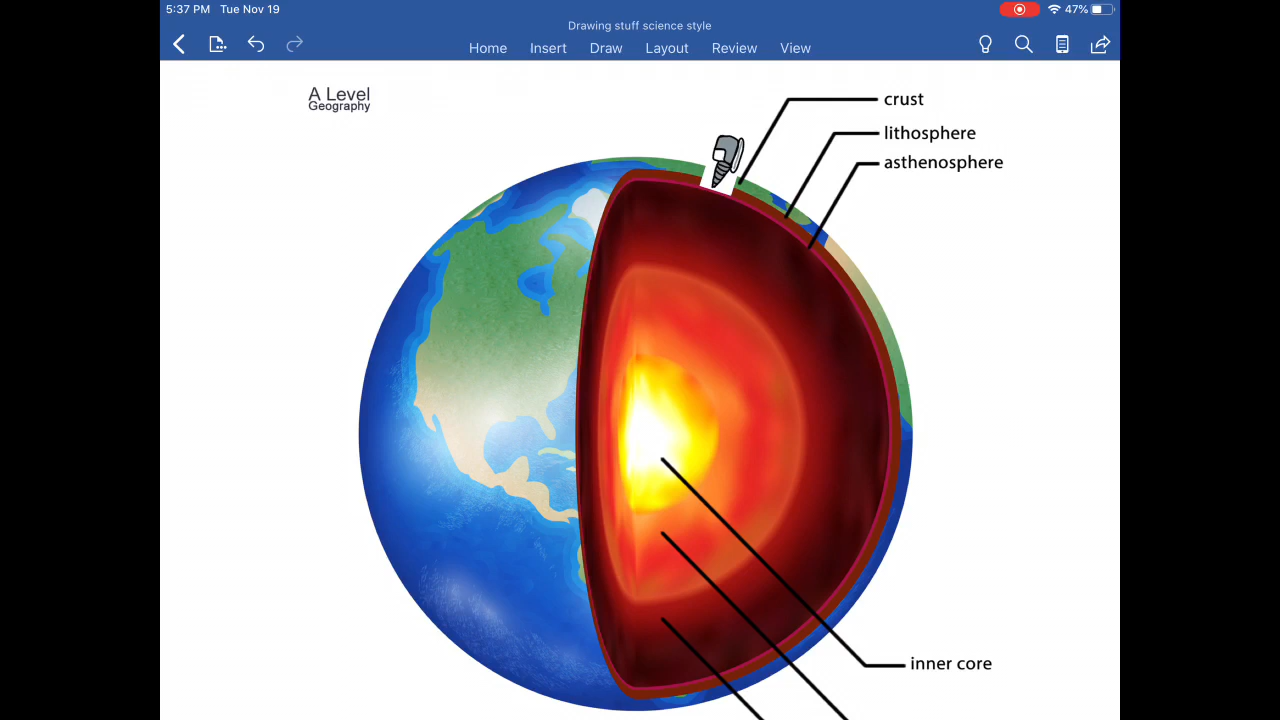 5:37 PM Tue Nov 19
47%
Drawing stuff science style
Home Insert Draw Layout Review View
A Level
Geography
crust
lithosphere
asthenosphere
inner core